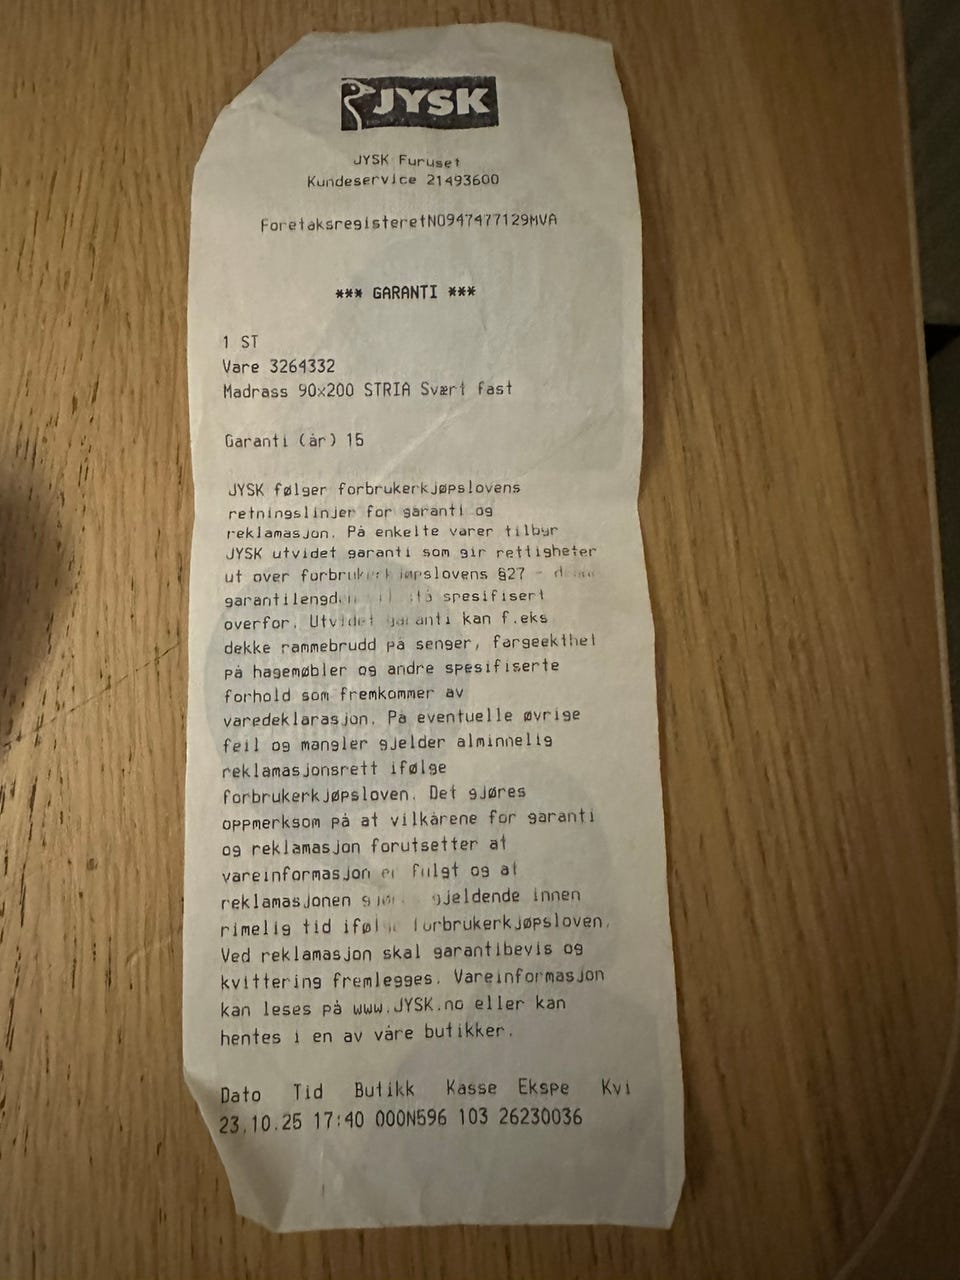 JYSK
JYSK Furuset
Kundeservice 21493600
ForetaksregisteretNO947477129MVA
*** GARANTI ***
1 ST
Vare 3264332
Madrass 90x200 STRIA Svært fast
Garanti (år) 15
JYSK følger forbrukerkjøpslovens
retningslinjer for garanti og
reklamasjon. På enkelte varer tilbyr
JYSK utvidet garanti som gir rettigheter
ut over forbrukerkjøpslovens §27 -
garantilengden stå spesifisert
overfor. Utvidet garanti kan f.eks
dekke rammebrudd på senger, fargeekthet
på hagemøbler og andre spesifiserte
forhold som fremkommer av
varedeklarasjon. På eventuelle øvrige
feil og mangler gjelder alminnelig
reklamasjonsrett ifølge
forbrukerkjøpsloven. Det gjøres
oppmerksom på at vilkårene for garanti
og reklamasjon forutsetter at
vareinformasjon er fulgt og at
reklamasjonen gjøres gjeldende innen
rimelig tid ifølge forbrukerkjøpsloven.
Ved reklamasjon skal garantibevis og
kvittering fremlegges. Vareinformasjon
kan leses på www.JYSK.no eller kan
hentes i en av våre butikker.
Dato Tid Butikk Kasse Ekspe Kvi
23.10.25 17:40 000N596 103 26230036